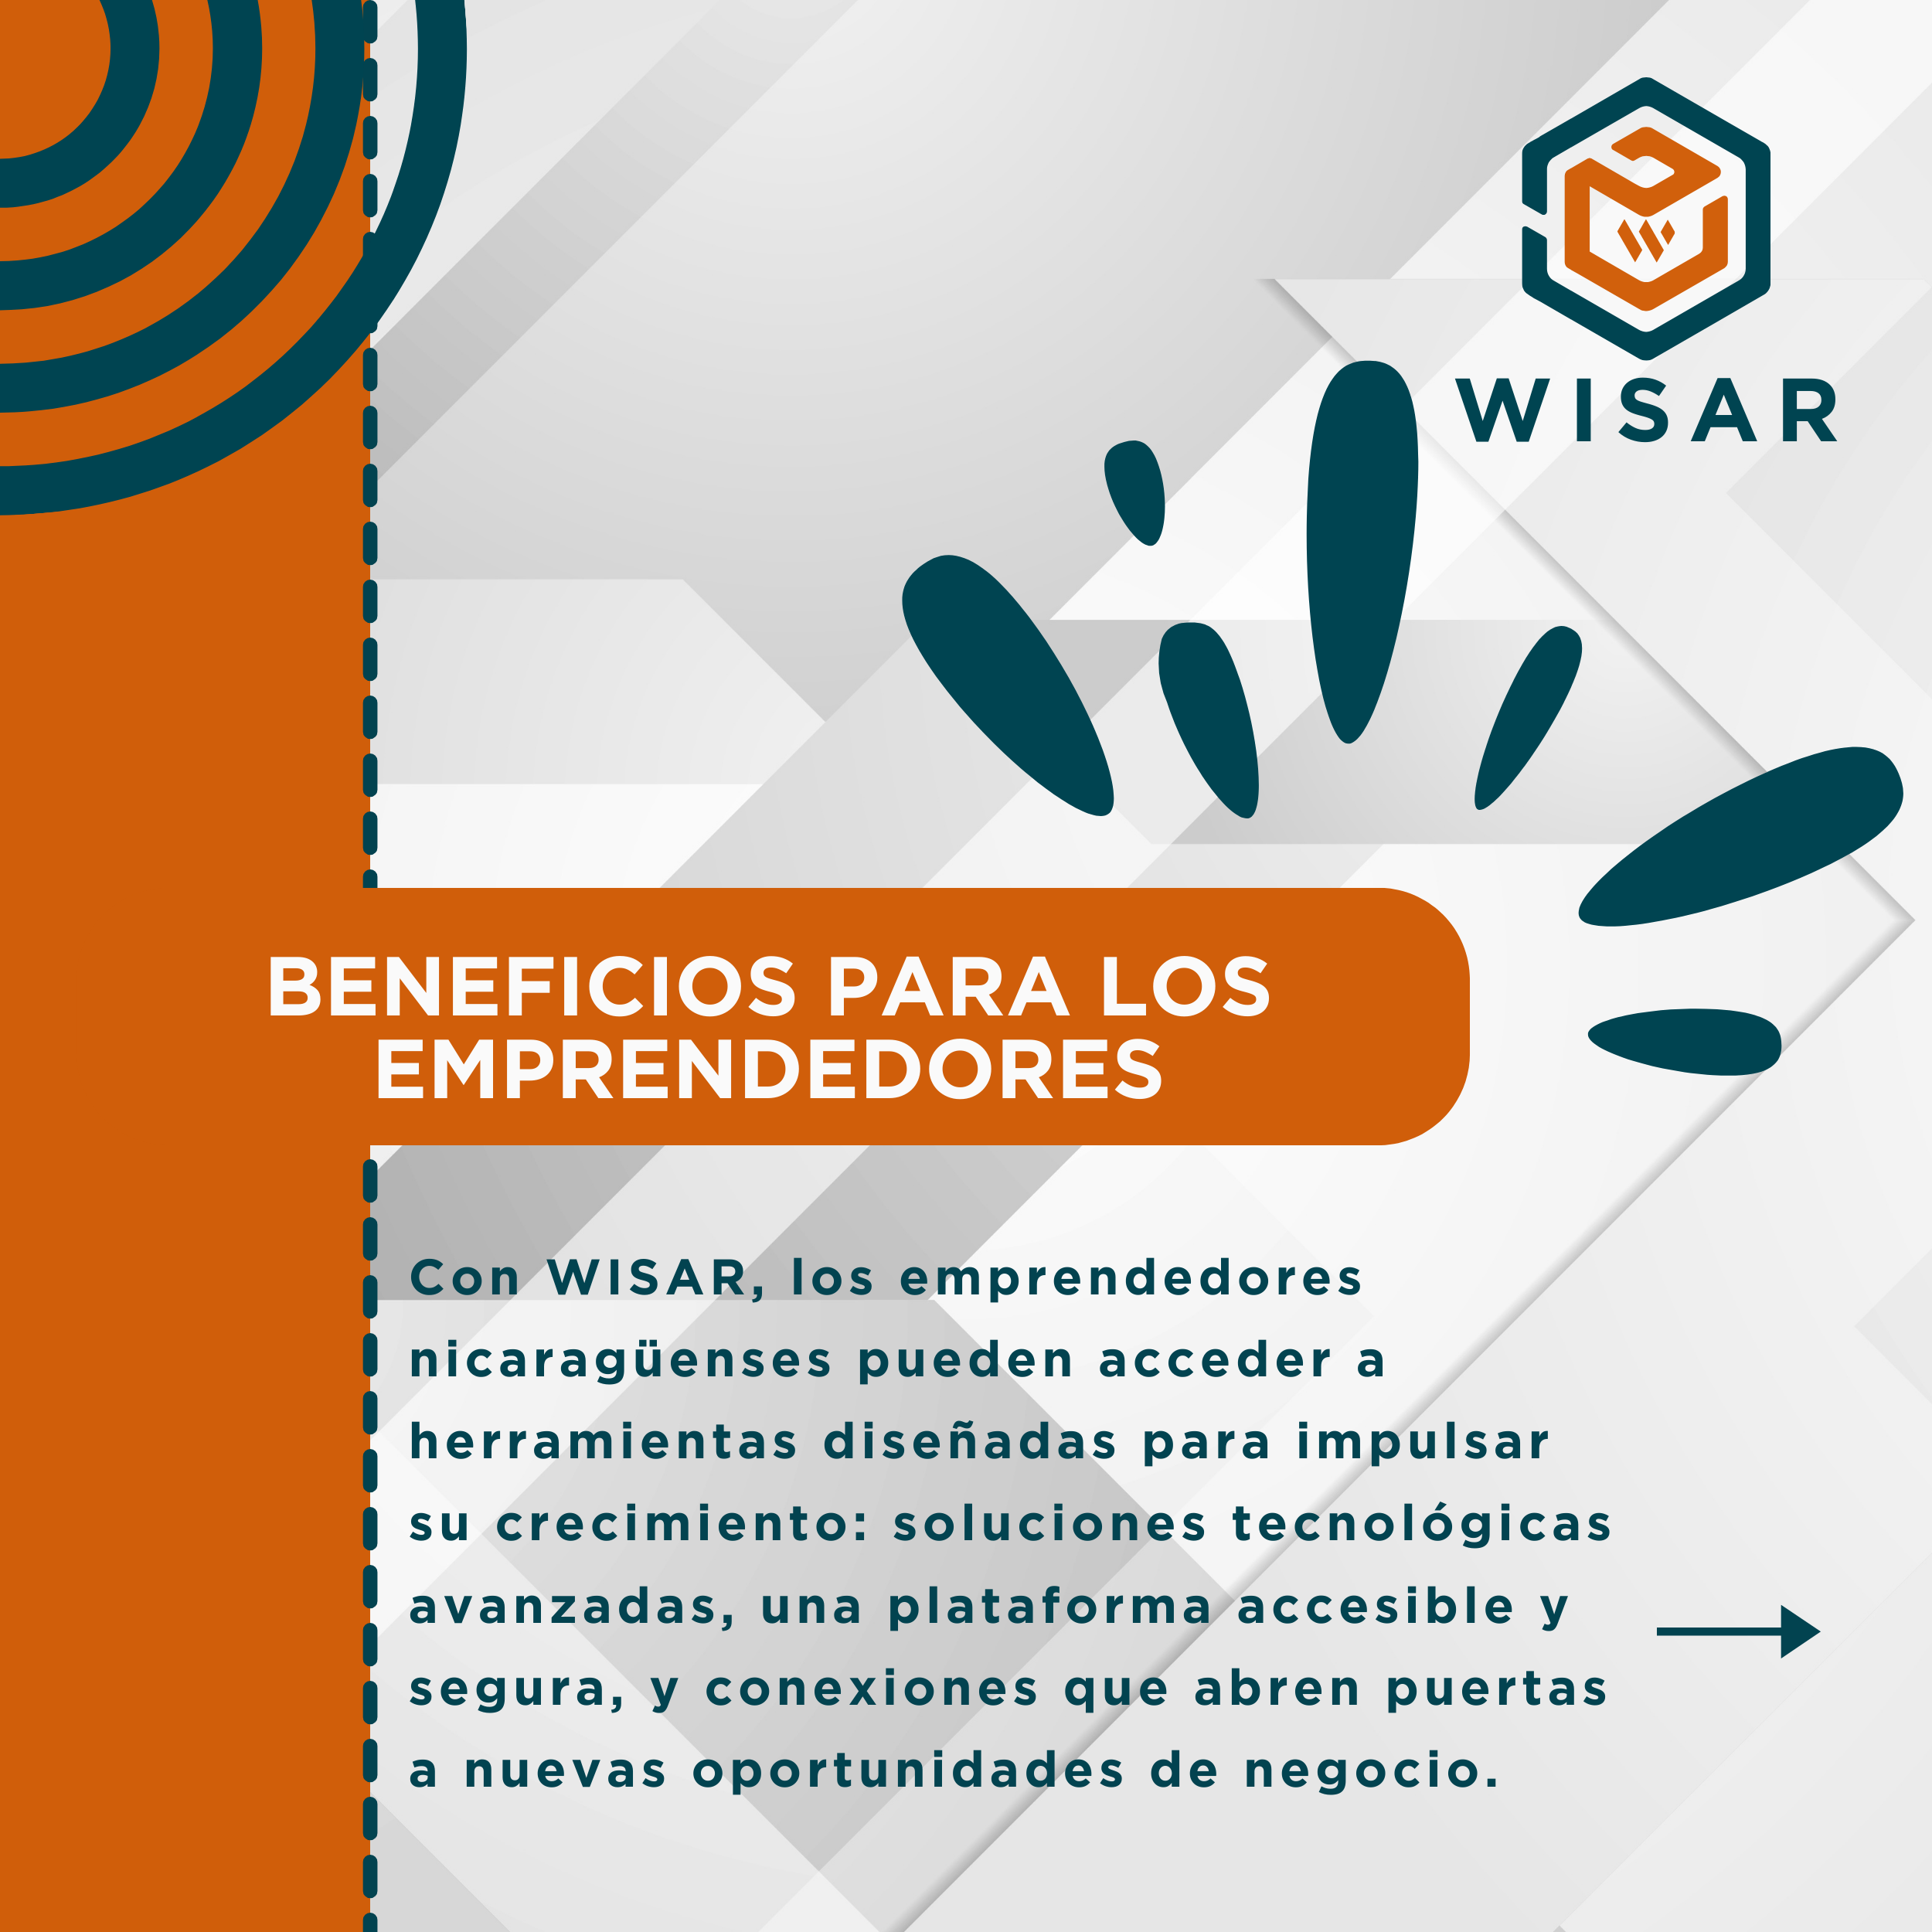 WISAR
BENEFICIOS PARA LOS
EMPRENDEDORES
Con WISAR, los emprendedores
nicaragüenses pueden acceder a
herramientas diseñadas para impulsar
su crecimiento: soluciones tecnológicas
avanzadas, una plataforma accesible y
segura, y conexiones que abren puertas
a nuevas oportunidades de negocio.